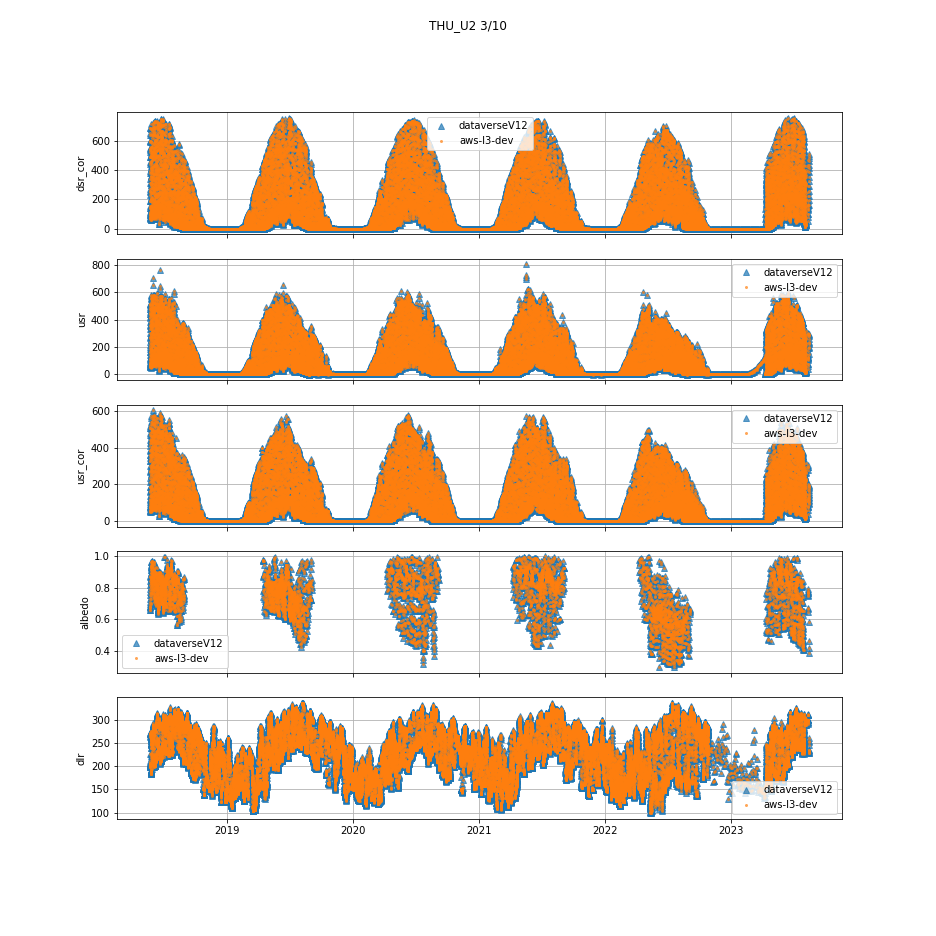 THU_U2 3/10
dsr_cor
600
400
200
0
dataverseV12
aws-l3-dev
usr
800
600
400
200
0
dataverseV12
aws-l3-dev
usr_cor
600
400
200
0
dataverseV12
aws-l3-dev
albedo
1.0
0.8
0.6
0.4
dataverseV12
aws-l3-dev
dlr
300
250
200
150
100
dataverseV12
aws-l3-dev
2019 2020 2021 2022 2023